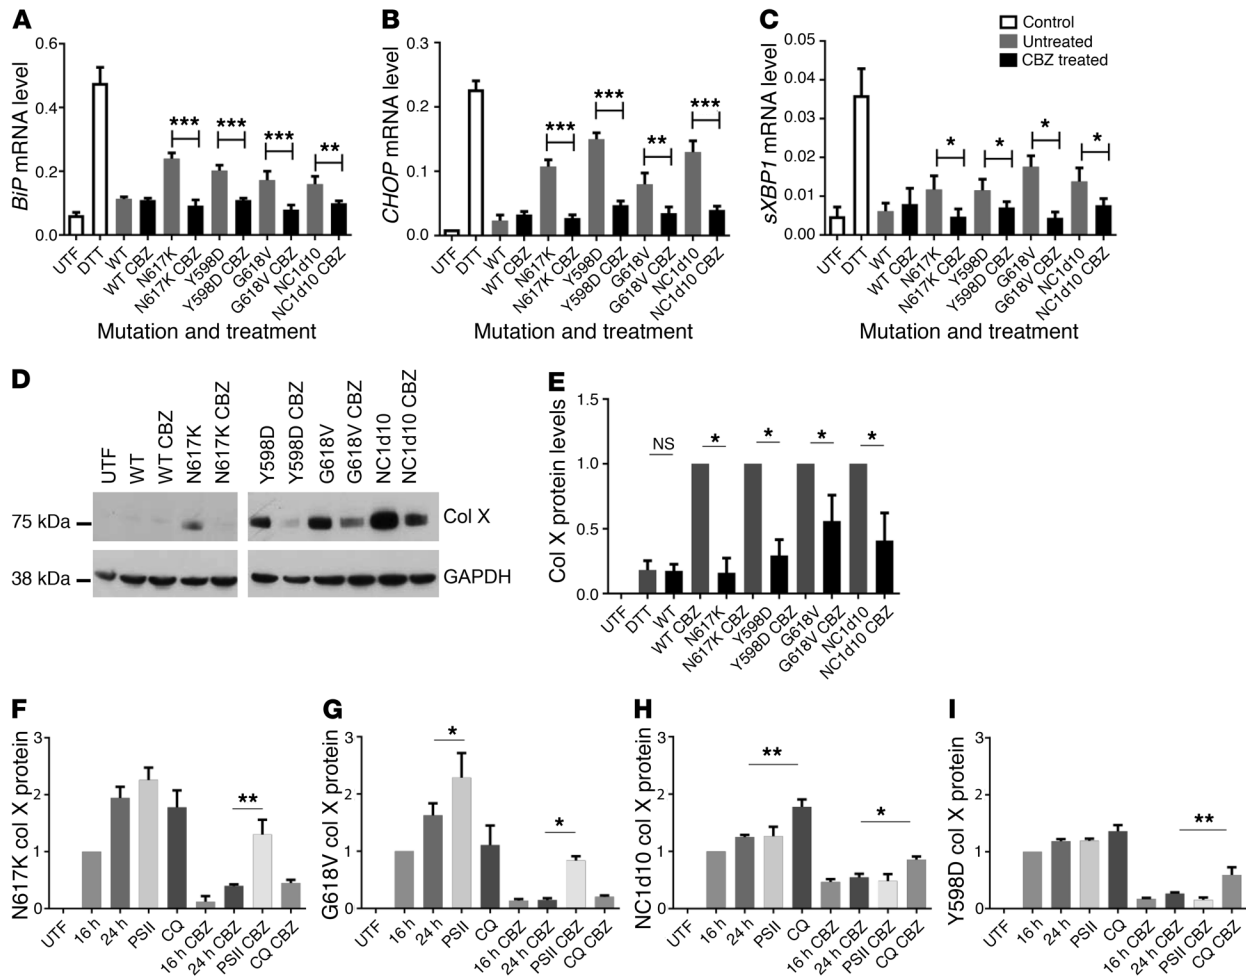 A
BiP mRNA level
0.6
0.4
0.2
0.0
***
***
***
**
UTF
DTT
WT
WT CBZ
N617K
N617K CBZ
Y598D
Y598D CBZ
G618V
G618V CBZ
NC1d10
NC1d10 CBZ
Mutation and treatment
B
CHOP mRNA level
0.3
0.2
0.1
0.0
***
***
**
***
UTF
DTT
WT
WT CBZ
N617K
N617K CBZ
Y598D
Y598D CBZ
G618V
G618V CBZ
NC1d10
NC1d10 CBZ
Mutation and treatment
C
sXBP1 mRNA level
0.05
0.04
0.03
0.02
0.01
0.00
*
*
*
*
UTF
DTT
WT
WT CBZ
N617K
N617K CBZ
Y598D
Y598D CBZ
G618V
G618V CBZ
NC1d10
NC1d10 CBZ
Mutation and treatment
Control
Untreated
CBZ treated
D
UTF
WT
WT CBZ
N617K
N617K CBZ
Y598D
Y598D CBZ
G618V
G618V CBZ
NC1d10
NC1d10 CBZ
75 kDa
Col X
38 kDa
GAPDH
E
Col X protein levels
1.5
1.0
0.5
0.0
NS
*
*
*
*
UTF
DTT
WT
WT CBZ
N617K
N617K CBZ
Y598D
Y598D CBZ
G618V
G618V CBZ
NC1d10
NC1d10 CBZ
F
N617K col X protein
3
2
1
0
**
UTF
16 h
24 h
PSII
CQ
16 h CBZ
24 h CBZ
PSII CBZ
CQ CBZ
G
G618V col X protein
3
2
1
0
*
*
UTF
16 h
24 h
PSII
CQ
16 h CBZ
24 h CBZ
PSII CBZ
CQ CBZ
H
NC1d10 col X protein
3
2
1
0
**
*
UTF
16 h
24 h
PSII
CQ
16 h CBZ
24 h CBZ
PSII CBZ
CQ CBZ
I
Y598D col X protein
3
2
1
0
**
UTF
16 h
24 h
PSII
CQ
16 h CBZ
24 h CBZ
PSII CBZ
CQ CBZ